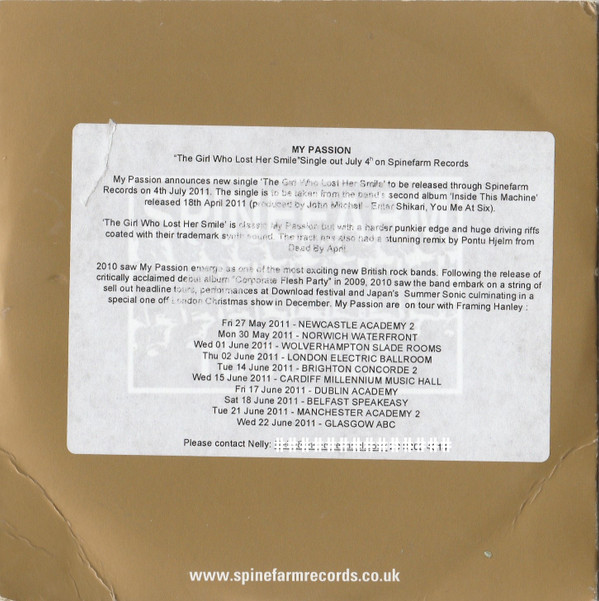 MY PASSION
"The Girl Who Lost Her Smile"Single out July 4th on Spinefarm Records
My Passion announces new single 'The Girl Who Lost Her Smile' to be released through Spinefarm
Records on 4th July 2011. The single is to be taken from the band's second album 'Inside This Machine'
released 18th April 2011 (produced by John Mitchell - Enter Shikari, You Me At Six).
'The Girl Who Lost Her Smile' is classic My Passion but with a harder punkier edge and huge driving riffs
coated with their trademark synth sound. The track has also had a stunning remix by Pontu Hjelm from
Dead By April
2010 saw My Passion emerge as one of the most exciting new British rock bands. Following the release of
critically acclaimed debut album "Corporate Flesh Party" in 2009, 2010 saw the band embark on a string of
sell out headline tours, performances at Download festival and Japan's Summer Sonic culminating in a
special one off London Christmas show in December. My Passion are on tour with Framing Hanley :
Fri 27 May 2011 - NEWCASTLE ACADEMY 2
Mon 30 May 2011 - NORWICH WATERFRONT
Wed 01 June 2011 - WOLVERHAMPTON SLADE ROOMS
Thu 02 June 2011 - LONDON ELECTRIC BALLROOM
Tue 14 June 2011 - BRIGHTON CONCORDE 2
Wed 15 June 2011 - CARDIFF MILLENNIUM MUSIC HALL
Fri 17 June 2011 - DUBLIN ACADEMY
Sat 18 June 2011 - BELFAST SPEAKEASY
Tue 21 June 2011 - MANCHESTER ACADEMY 2
Wed 22 June 2011 - GLASGOW ABC
Please contact Nelly:
www.spinefarmrecords.co.uk